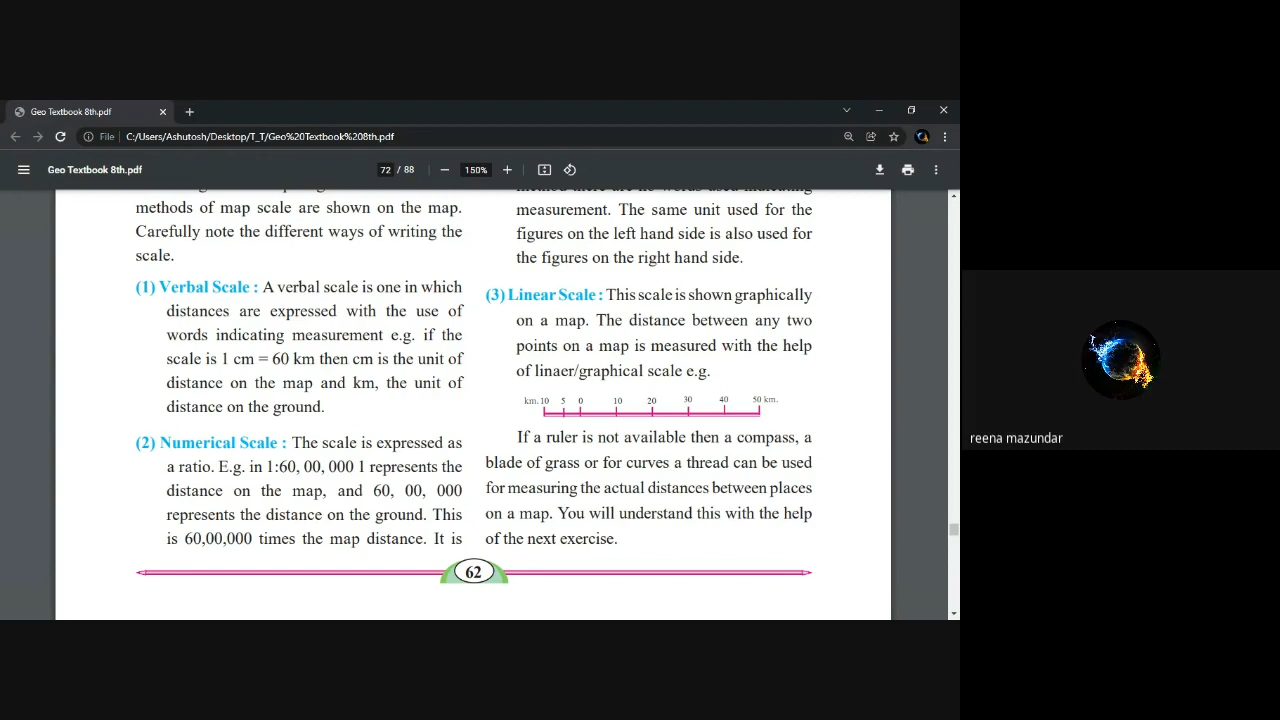 Geo Textbook 8th.pdf
File
C:/Users/Ashutosh/Desktop/T_T/Geo%20Textbook%208th.pdf
Geo Textbook 8th.pdf
72 / 88
150%
methods of map scale are shown on the map.
Carefully note the different ways of writing the
scale.
(1) Verbal Scale : A verbal scale is one in which
distances are expressed with the use of
words indicating measurement e.g. if the
scale is 1 cm = 60 km then cm is the unit of
distance on the map and km, the unit of
distance on the ground.
(2) Numerical Scale : The scale is expressed as
a ratio. E.g. in 1:60, 00, 000 1 represents the
distance on the map, and 60, 00, 000
represents the distance on the ground. This
is 60,00,000 times the map distance. It is
method there are no words used indicating
measurement. The same unit used for the
figures on the left hand side is also used for
the figures on the right hand side.
(3) Linear Scale : This scale is shown graphically
on a map. The distance between any two
points on a map is measured with the help
of linaer/graphical scale e.g.
km. 10 5 0 10 20 30 40 50 km.
If a ruler is not available then a compass, a
blade of grass or for curves a thread can be used
for measuring the actual distances between places
on a map. You will understand this with the help
of the next exercise.
62
reena mazundar